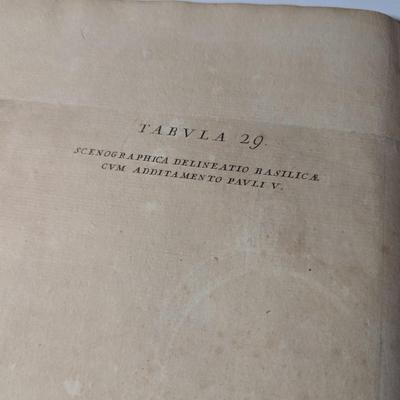 TABVLA 29.
SCENOGRAPHICA DELINEATIO BASILICÆ
CVM ADDITAMENTO PAVLI V.